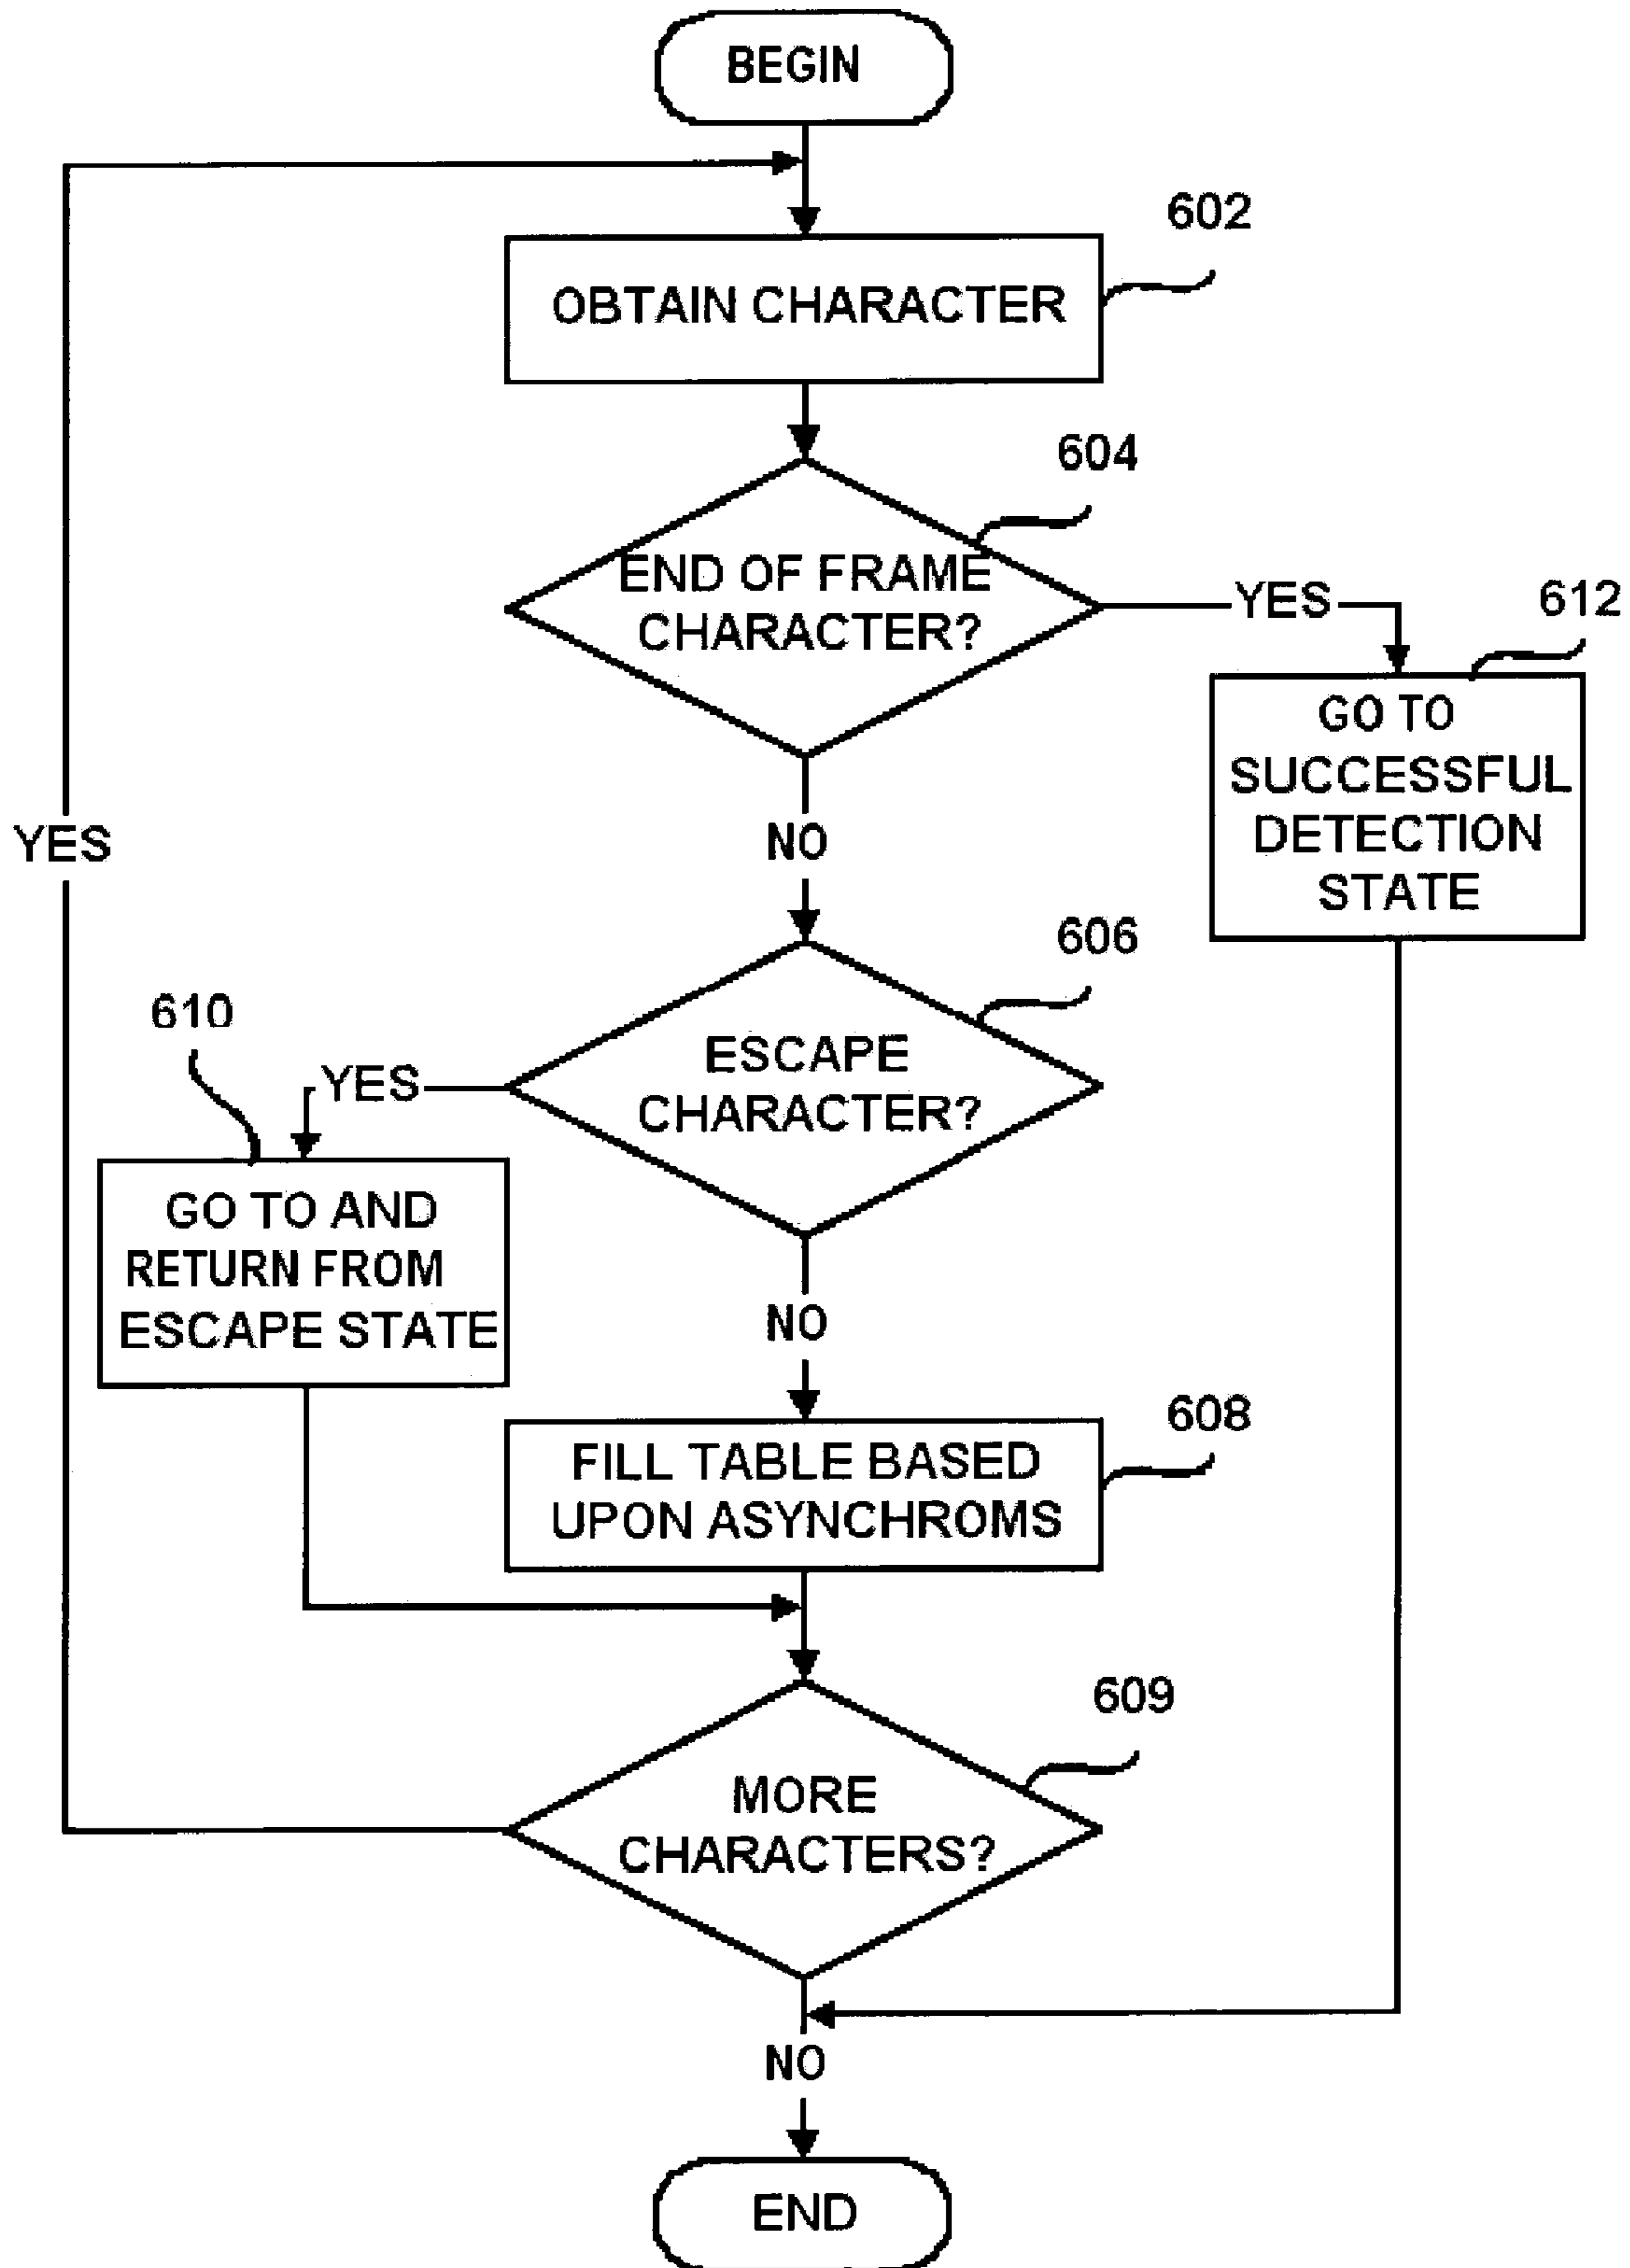 BEGIN
602
OBTAIN CHARACTER
604
END OF FRAME
CHARACTER?
YES
612
GO TO
SUCCESSFUL
DETECTION
STATE
NO
YES
606
ESCAPE
CHARACTER?
610
YES
GO TO AND
RETURN FROM
ESCAPE STATE
NO
608
FILL TABLE BASED
UPON ASYNCHROMS
609
MORE
CHARACTERS?
NO
END